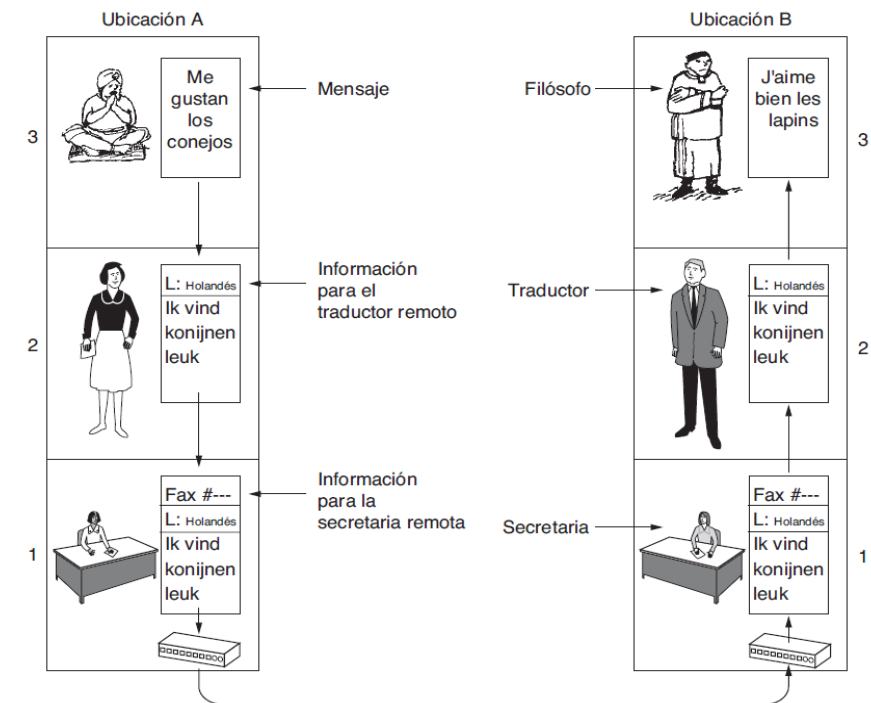 Ubicación A
Ubicación B
3
Me
gustan
los
conejos
Mensaje
Filósofo
J'aime
bien les
lapins
3
2
L: Holandés
Ik vind
konijnen
leuk
Información
para el
traductor remoto
Traductor
L: Holandés
Ik vind
konijnen
leuk
2
1
Fax #---
L: Holandés
Ik vind
konijnen
leuk
Información
para la
secretaria remota
Secretaria
Fax #---
L: Holandés
Ik vind
konijnen
leuk
1